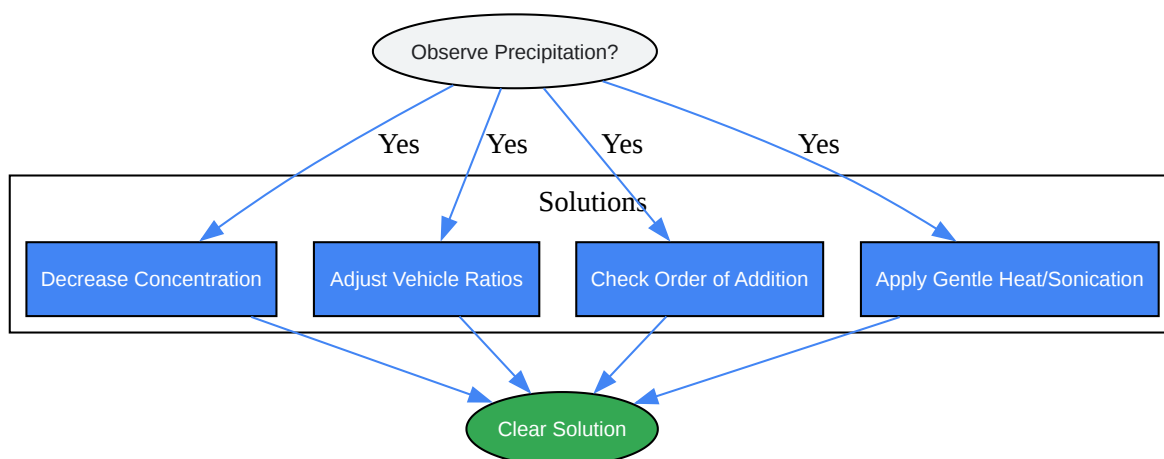 Observe Precipitation?
Yes
Yes
Yes
Yes
Solutions
Decrease Concentration
Adjust Vehicle Ratios
Check Order of Addition
Apply Gentle Heat/Sonication
Clear Solution